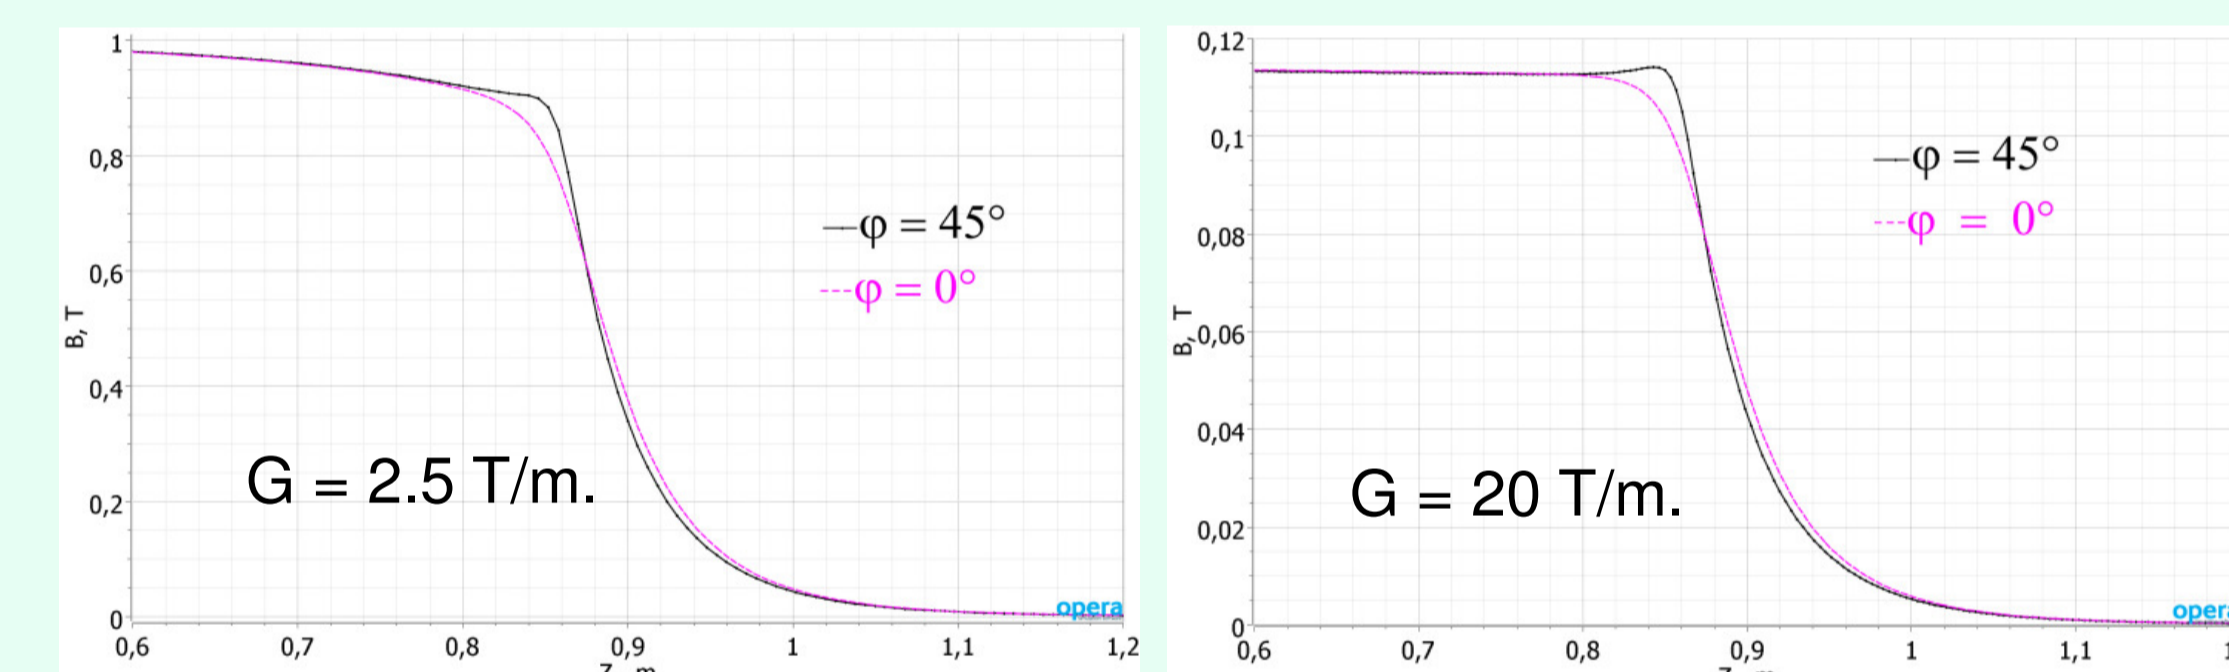 1
0,8
0,6
0,4
0,2
0
B, T
—φ = 45°
---φ = 0°
G = 2.5 T/m.
opera
0,6 0,7 0,8 0,9 1 1,1 1,2
0,12
0,1
0,08
0,06
0,04
0,02
0
B, T
—φ = 45°
---φ = 0°
G = 20 T/m.
opera
0,6 0,7 0,8 0,9 1 1,1